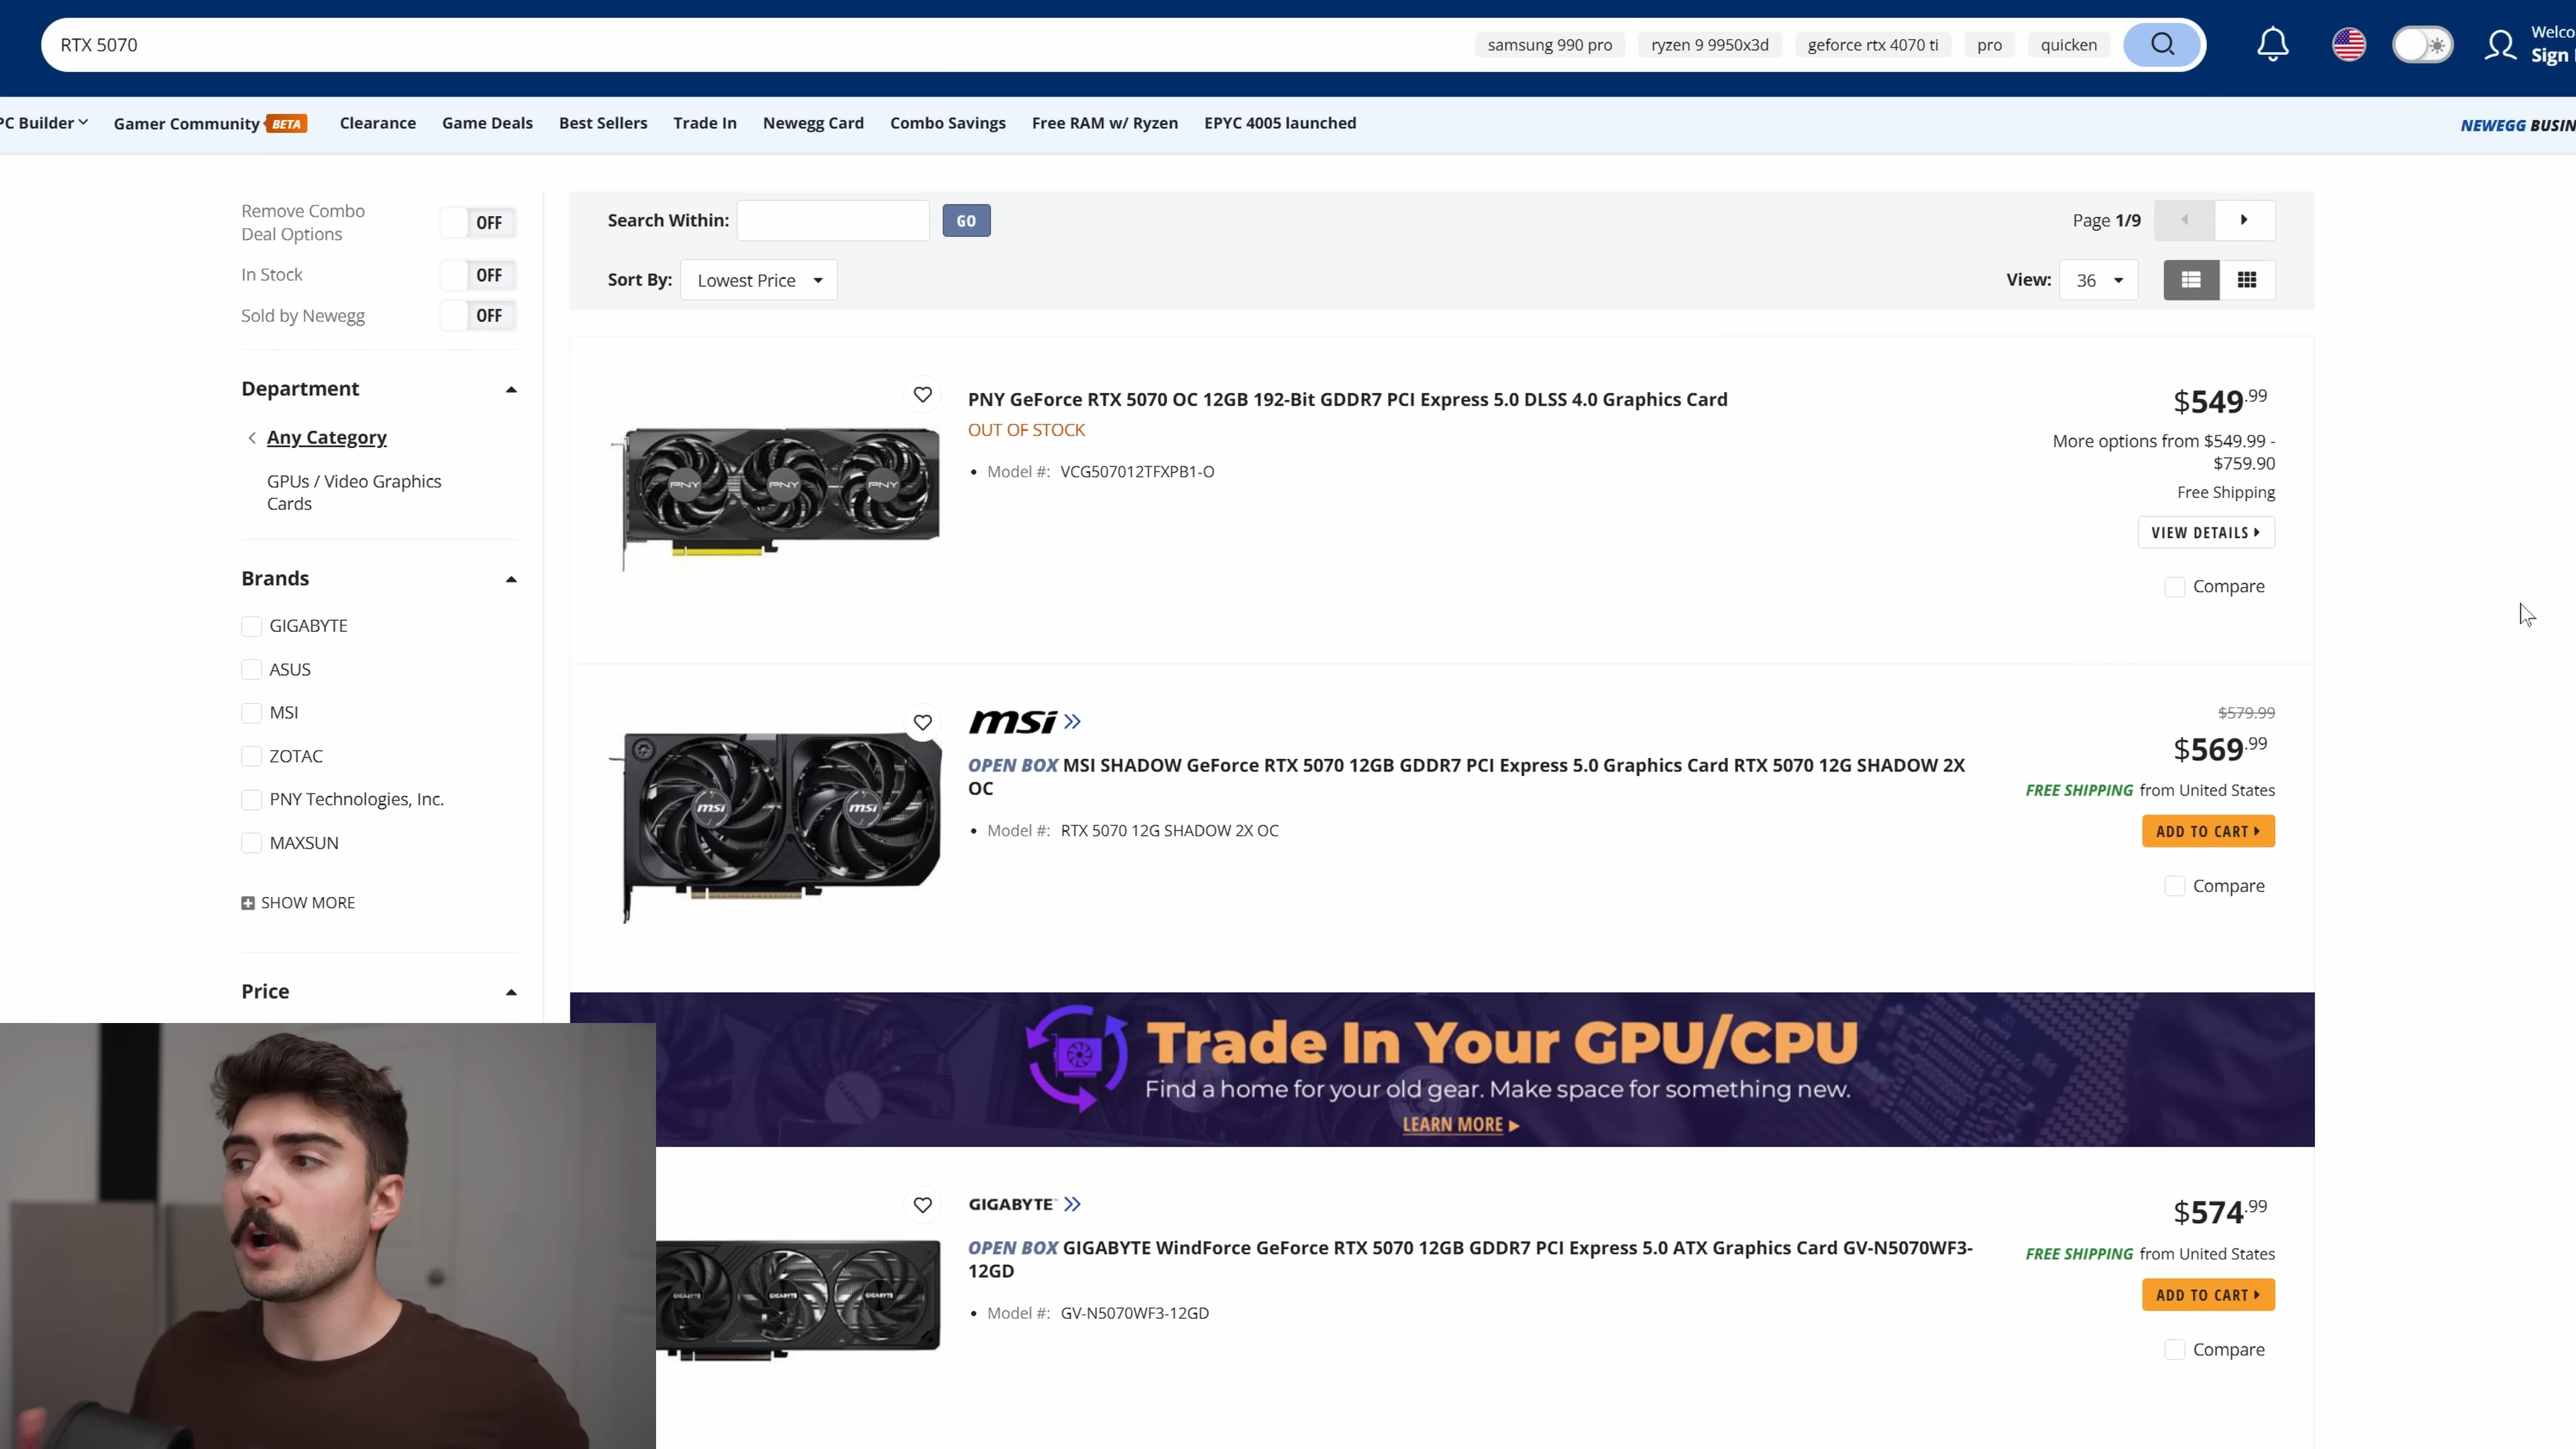 RTX 5070
samsung 990 pro
ryzen 9 9950x3d
geforce rtx 4070 ti
pro
quicken
Welco
Sign
PC Builder
Gamer Community BETA
Clearance
Game Deals
Best Sellers
Trade In
Newegg Card
Combo Savings
Free RAM w/ Ryzen
EPYC 4005 launched
NEWEGG BUSIN
Remove Combo
Deal Options
OFF
In Stock
OFF
Sold by Newegg
OFF
Department
Any Category
GPUs / Video Graphics
Cards
Brands
GIGABYTE
ASUS
MSI
ZOTAC
PNY Technologies, Inc.
MAXSUN
SHOW MORE
Price
Search Within:
GO
Page 1/9
Sort By: Lowest Price
View: 36
PNY PNY PNY
PNY GeForce RTX 5070 OC 12GB 192-Bit GDDR7 PCI Express 5.0 DLSS 4.0 Graphics Card
OUT OF STOCK
• Model #: VCG507012TFXPB1-O
$549.99
More options from $549.99 -
$759.90
Free Shipping
VIEW DETAILS
Compare
msi msi
msi
OPEN BOX MSI SHADOW GeForce RTX 5070 12GB GDDR7 PCI Express 5.0 Graphics Card RTX 5070 12G SHADOW 2X
OC
• Model #: RTX 5070 12G SHADOW 2X OC
$579.99
$569.99
FREE SHIPPING from United States
ADD TO CART
Compare
Trade In Your GPU/CPU
Find a home for your old gear. Make space for something new.
LEARN MORE
GIGABYTE GIGABYTE GIGABYTE
GIGABYTE
OPEN BOX GIGABYTE WindForce GeForce RTX 5070 12GB GDDR7 PCI Express 5.0 ATX Graphics Card GV-N5070WF3-
12GD
• Model #: GV-N5070WF3-12GD
$574.99
FREE SHIPPING from United States
ADD TO CART
Compare